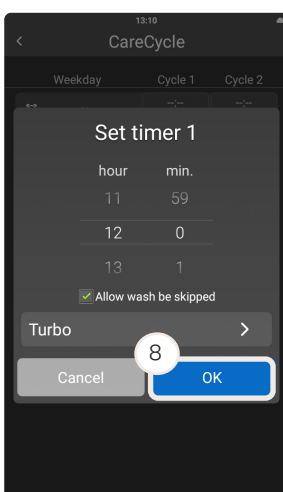 13:10
CareCycle
Weekday Cycle 1 Cycle 2
--:-- --:--
Set timer 1
hour min.
11 59
12 0
13 1
Allow wash be skipped
Turbo
8
Cancel OK